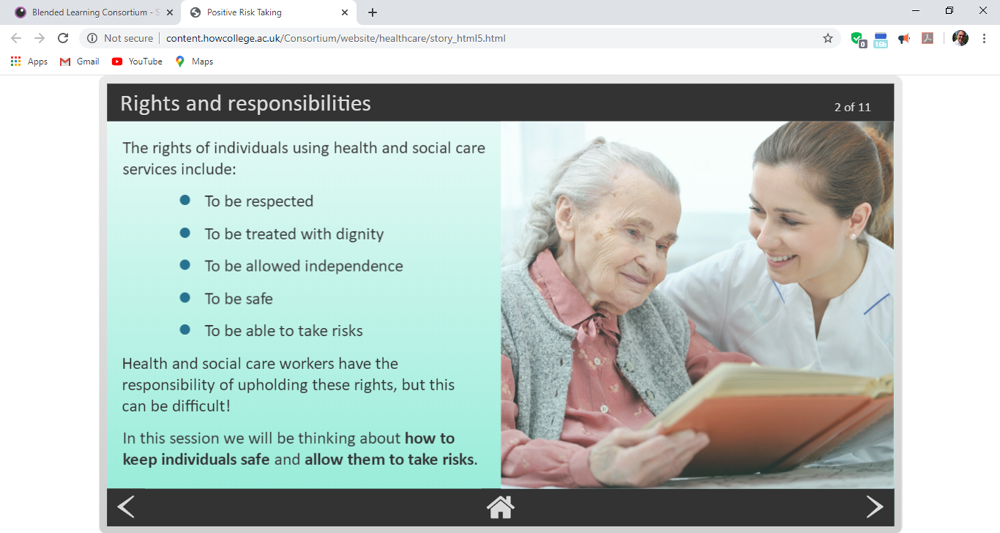 Blended Learning Consortium - S
Positive Risk Taking
Not secure
content.howcollege.ac.uk/Consortium/website/healthcare/story_html5.html
0
16h
Apps
Gmail
YouTube
Maps
Rights and responsibilities
2 of 11
The rights of individuals using health and social care
services include:
To be respected
To be treated with dignity
To be allowed independence
To be safe
To be able to take risks
Health and social care workers have the
responsibility of upholding these rights, but this
can be difficult!
In this session we will be thinking about how to
keep individuals safe and allow them to take risks.